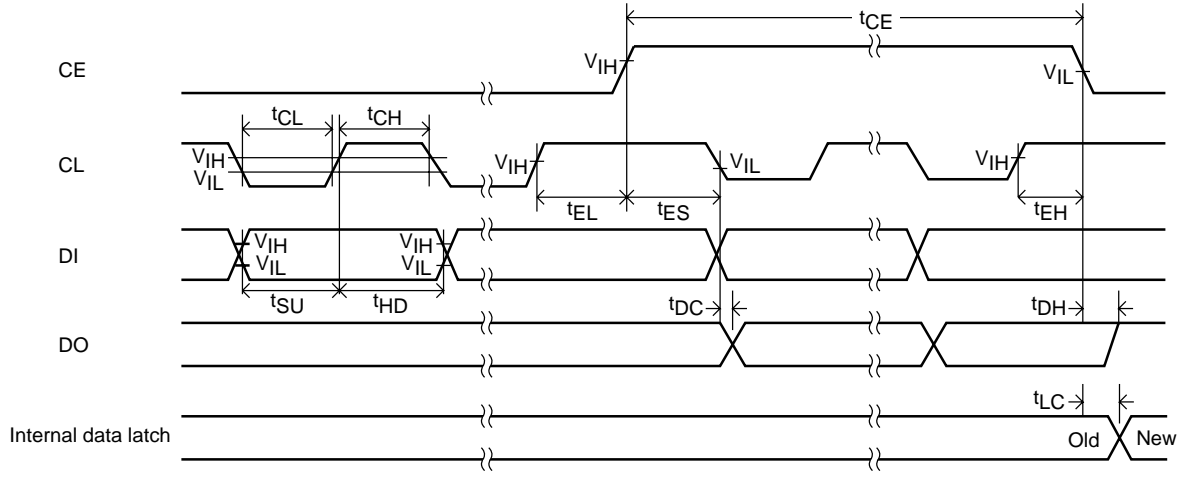 tCE
CE
VIH
VIL
tCL
tCH
CL
VIH
VIL
VIH
VIL
VIH
tEL
tES
tEH
DI
VIH
VIL
VIH
VIL
tSU
tHD
tDC
tDH
DO
tLC
Internal data latch
Old
New